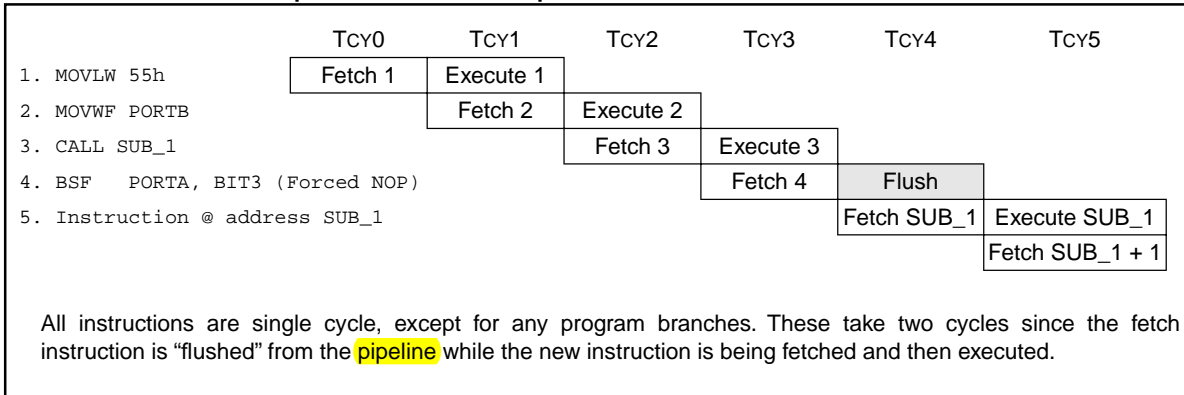 TCY0 TCY1 TCY2 TCY3 TCY4 TCY5
1. MOVLW 55h Fetch 1 Execute 1
2. MOVWF PORTB Fetch 2 Execute 2
3. CALL SUB_1 Fetch 3 Execute 3
4. BSF PORTA, BIT3 (Forced NOP) Fetch 4 Flush
5. Instruction @ address SUB_1 Fetch SUB_1 Execute SUB_1
Fetch SUB_1 + 1
All instructions are single cycle, except for any program branches. These take two cycles since the fetch
instruction is “flushed” from the pipeline while the new instruction is being fetched and then executed.